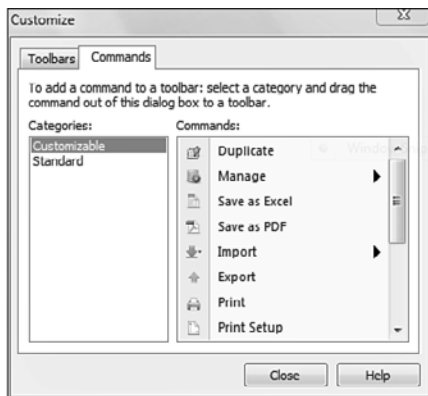 Customize
Toolbars
Commands
To add a command to a toolbar: select a category and drag the
command out of this dialog box to a toolbar.
Categories:
Commands:
Customizable
Standard
Duplicate
Manage
Save as Excel
Save as PDF
Import
Export
Print
Print Setup
Close
Help